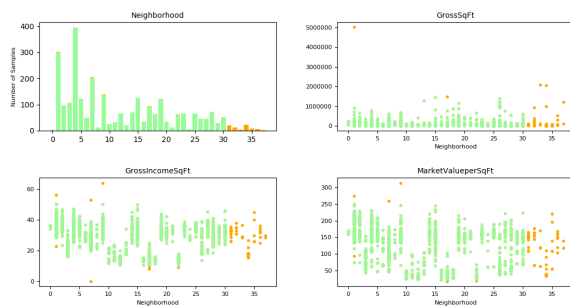 Neighborhood
GrossSqFt
Number of Samples
400
300
200
100
0
0 5 10 15 20 25 30 35
5000000
4000000
3000000
2000000
1000000
0
0 5 10 15 20 25 30 35
Neighborhood
GrossIncomeSqFt
MarketValueperSqFt
60
40
20
0
0 5 10 15 20 25 30 35
Neighborhood
300
250
200
150
100
50
0 5 10 15 20 25 30 35
Neighborhood